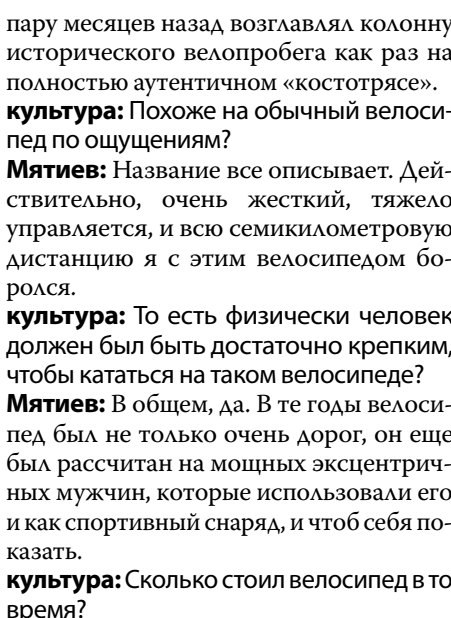 пару месяцев назад возглавлял колонну
исторического велопробега как раз на
полностью аутентичном «костотрясе».
культура: Похоже на обычный велоси-
пед по ощущениям?
Мятиев: Название все описывает. Дей-
ствительно, очень жесткий, тяжело
управляется, и всю семикилометровую
дистанцию я с этим велосипедом бо-
ролся.
культура: То есть физически человек
должен был быть достаточно крепким,
чтобы кататься на таком велосипеде?
Мятиев: В общем, да. В те годы велоси-
пед был не только очень дорог, он еще
был рассчитан на мощных эксцентрич-
ных мужчин, которые использовали его
и как спортивный снаряд, и чтоб себя по-
казать.
культура: Сколько стоил велосипед в то
время?